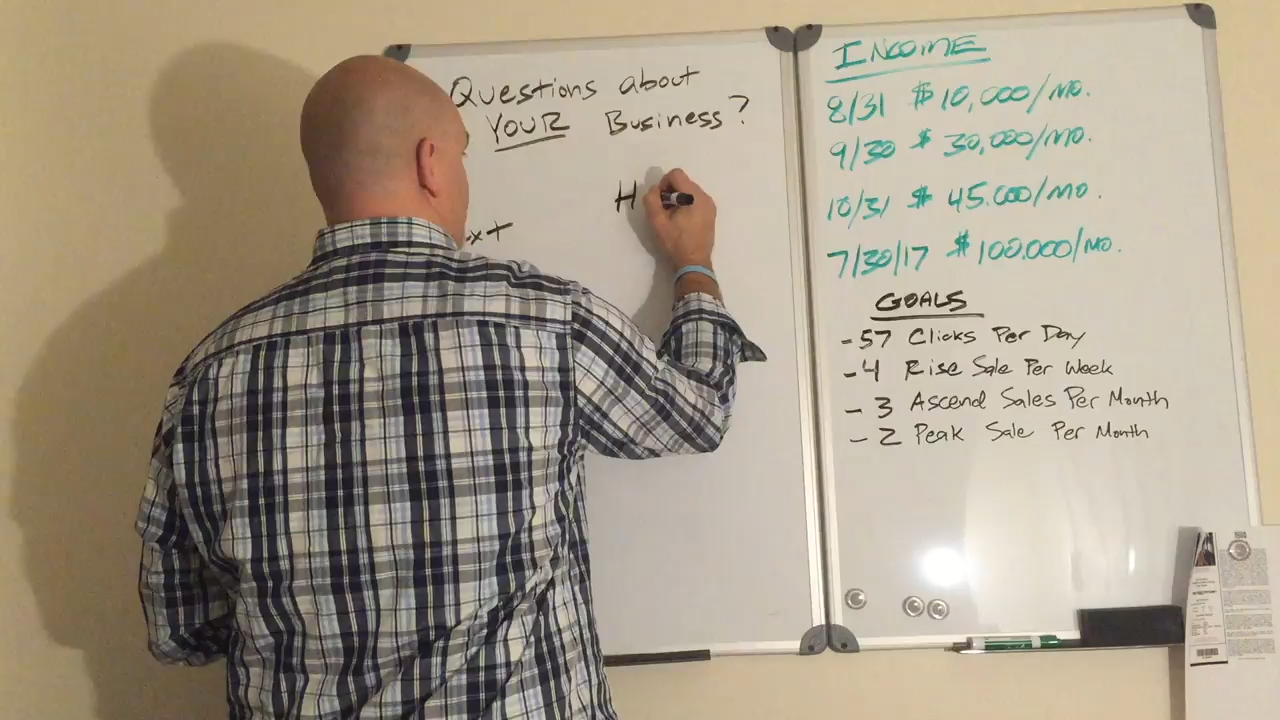 Questions about
YOUR Business?
H
xt
INCOME
8/31 $10,000/MO.
9/30 $30,000/MO.
10/31 $45.000/MO.
7/30/17 $100.000/MO.
GOALS
-57 Clicks Per Day
-4 Rise Sale Per Week
-3 Ascend Sales Per Month
-2 Peak Sale Per Month